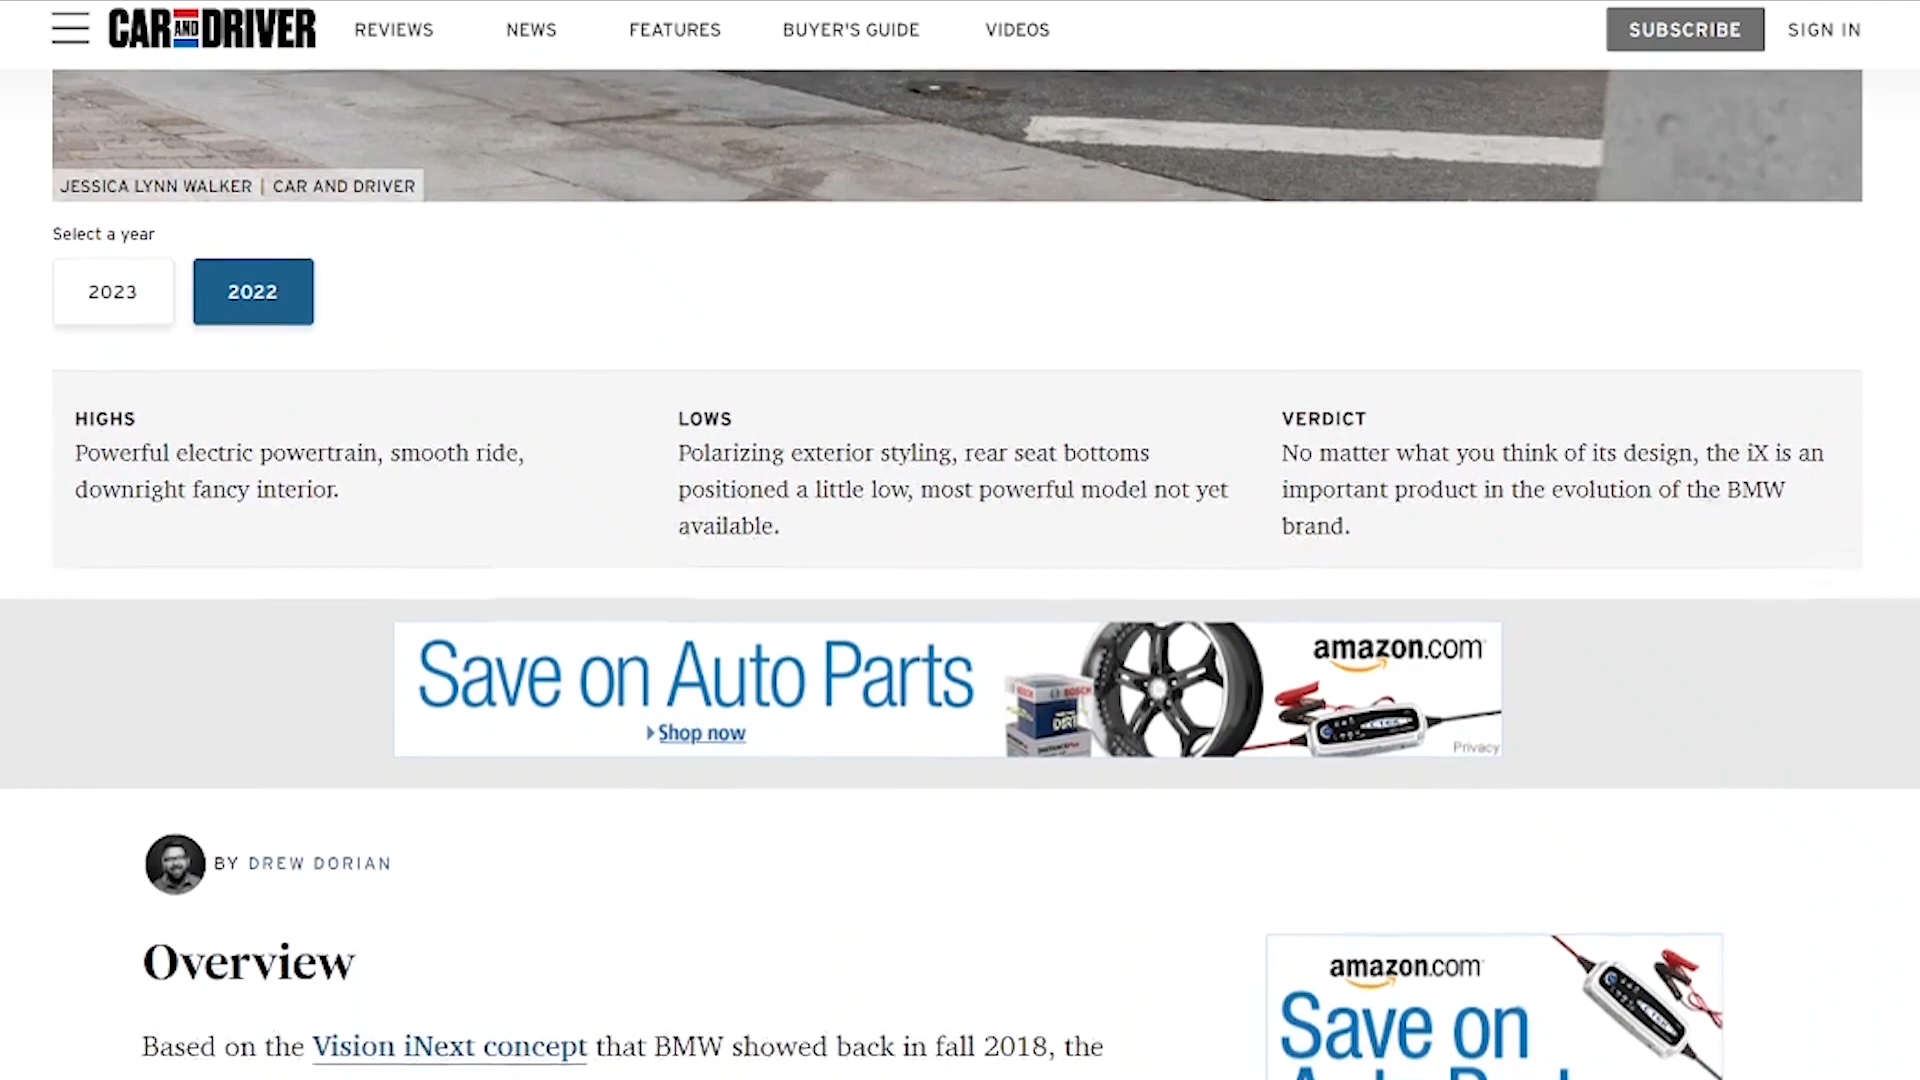 CAR AND DRIVER REVIEWS NEWS FEATURES BUYER'S GUIDE VIDEOS SUBSCRIBE SIGN IN
JESSICA LYNN WALKER | CAR AND DRIVER
Select a year
2023 2022
HIGHS
Powerful electric powertrain, smooth ride,
downright fancy interior.
LOWS
Polarizing exterior styling, rear seat bottoms
positioned a little low, most powerful model not yet
available.
VERDICT
No matter what you think of its design, the iX is an
important product in the evolution of the BMW
brand.
Save on Auto Parts
Shop now
BOSCH
amazon.com
Privacy
BY DREW DORIAN
Overview
Based on the Vision iNext concept that BMW showed back in fall 2018, the
amazon.com
Save on